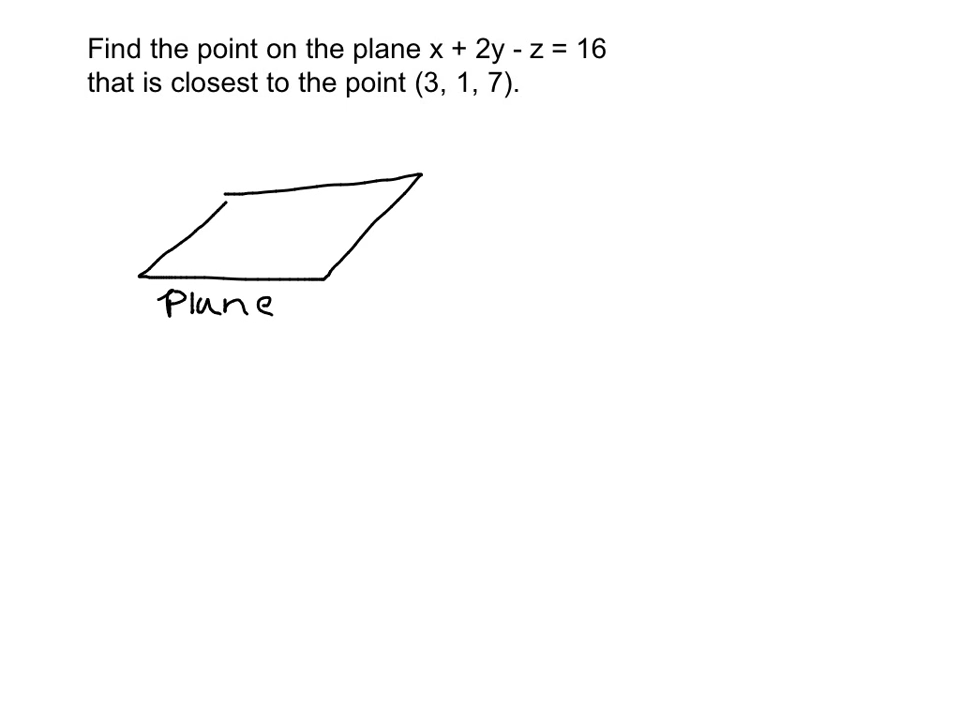 Find the point on the plane x + 2y - z = 16
that is closest to the point (3, 1, 7).
Plane